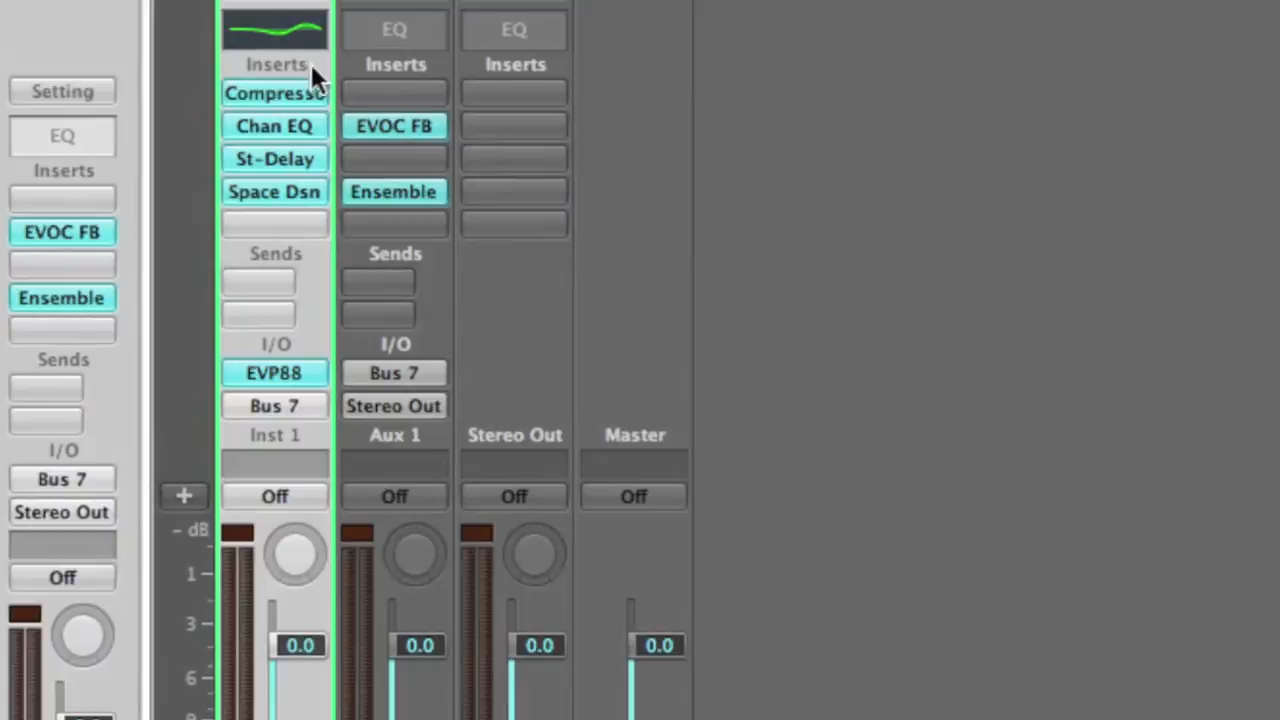 Setting
EQ
Inserts
EVOC FB
Ensemble
Sends
I/O
Bus 7
Stereo Out
Off
Inserts
Compresso
Chan EQ
St-Delay
Space Dsn
Sends
I/O
EVP88
Bus 7
Inst 1
Off
0.0
EQ
Inserts
EVOC FB
Ensemble
Sends
I/O
Bus 7
Stereo Out
Aux 1
Off
0.0
EQ
Inserts
Stereo Out
Off
0.0
Master
Off
0.0
+
- dB
1
3
6